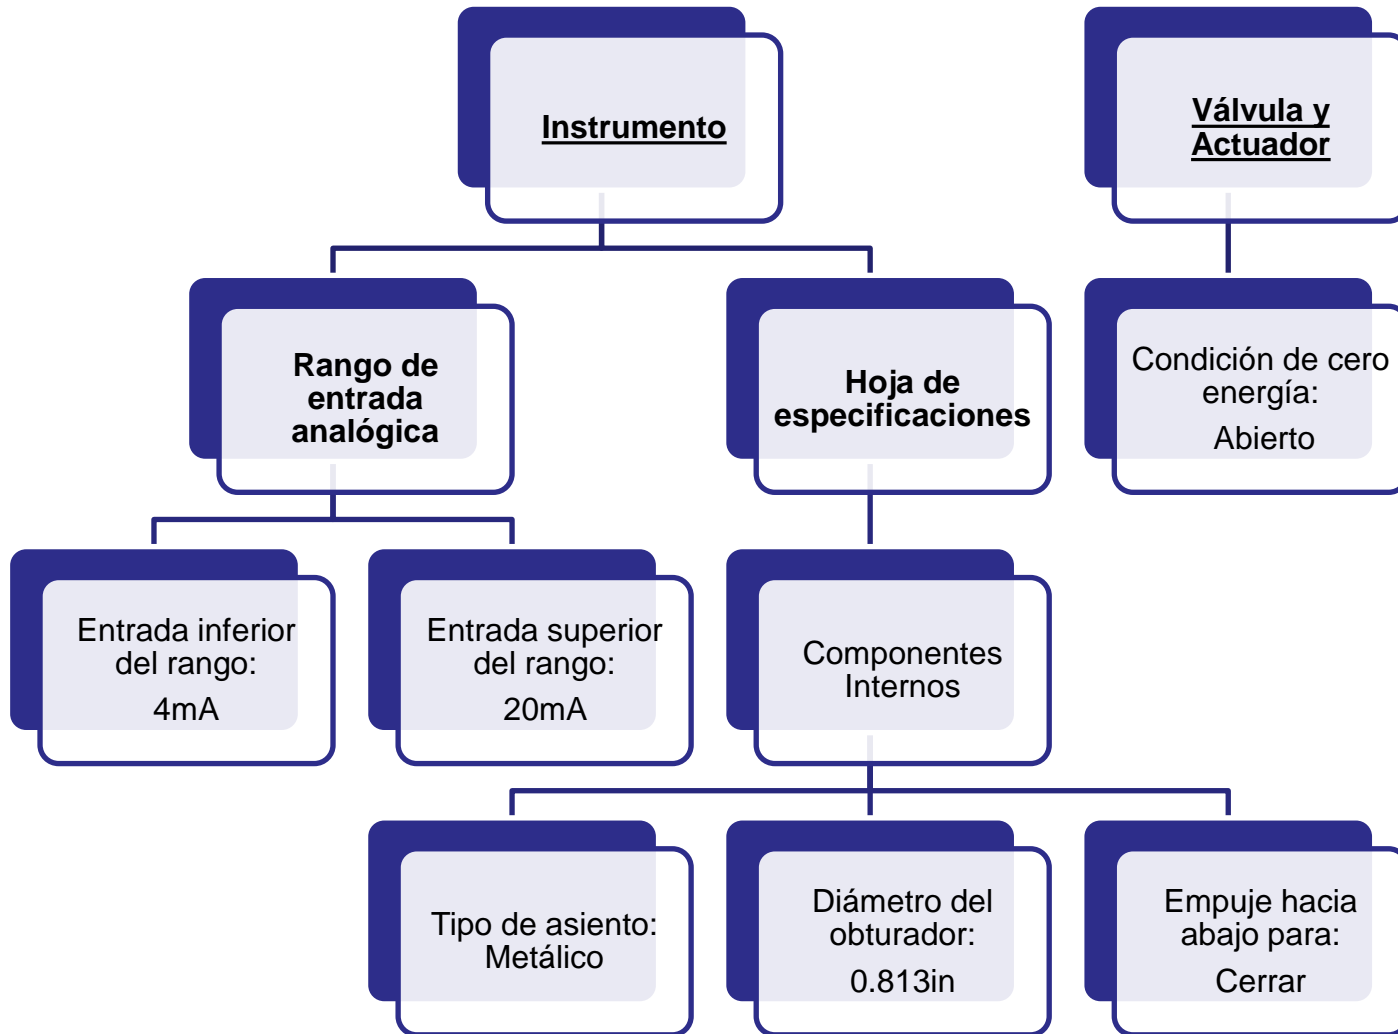 Instrumento
Válvula y
Actuador
Rango de
entrada
analógica
Hoja de
especificaciones
Condición de cero
energía:
Abierto
Entrada inferior
del rango:
4mA
Entrada superior
del rango:
20mA
Componentes
Internos
Tipo de asiento:
Metálico
Diámetro del
obturador:
0.813in
Empuje hacia
abajo para:
Cerrar